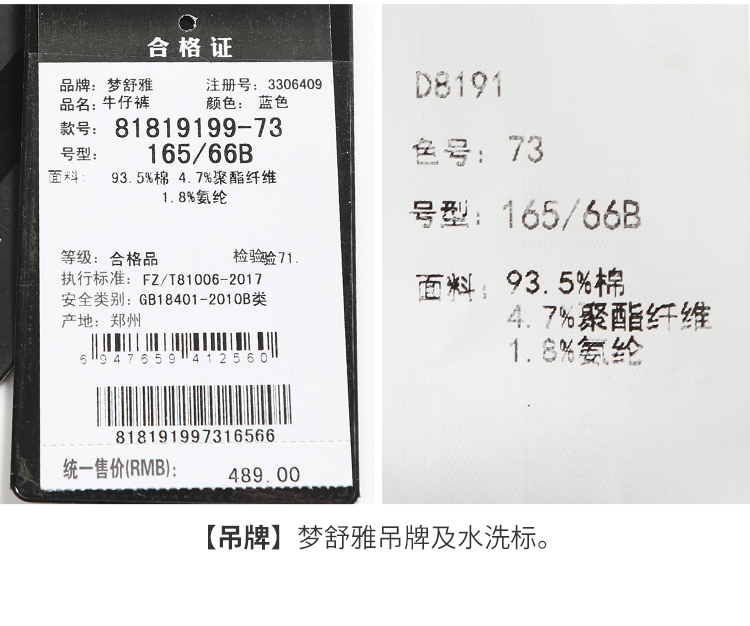 合格证
品牌: 梦舒雅 注册号: 3306409
品名: 牛仔裤 颜色: 蓝色
款号: 81819199-73
号型: 165/66B
面料: 93.5%棉 4.7%聚酯纤维
1.8%氨纶
等级: 合格品 检验验71.
执行标准: FZ/T81006-2017
安全类别: GB18401-2010B类
产地: 郑州
6 947659 412560
818191997316566
统一售价(RMB): 489.00
D8191
色号: 73
号型: 165/66B
面料: 93.5%棉
4.7%聚酯纤维
1.8%氨纶
【吊牌】梦舒雅吊牌及水洗标。